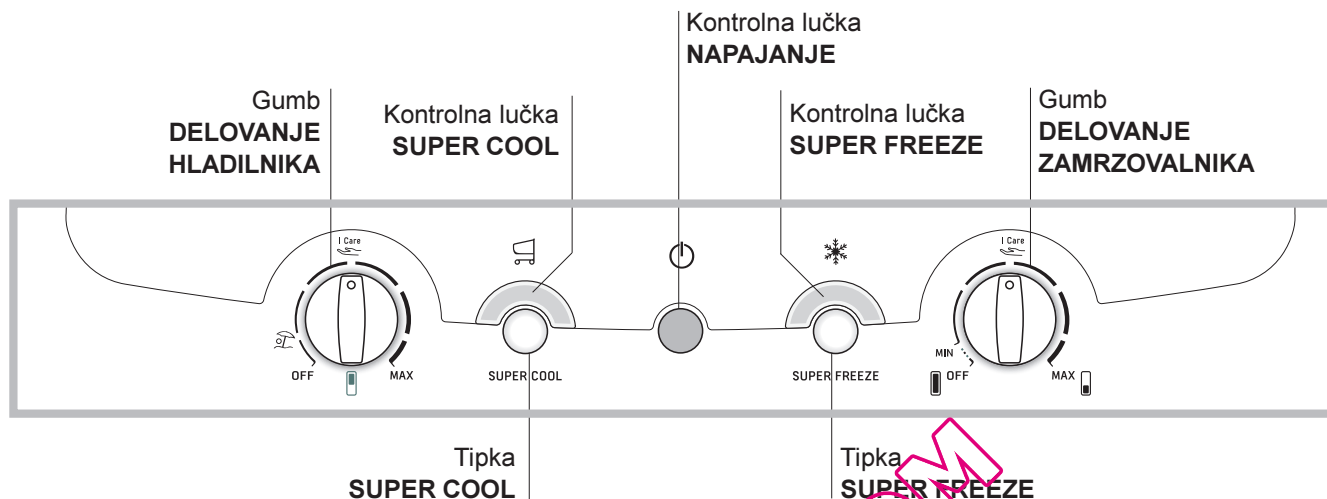 Kontrolna lučka
NAPAJANJE
Gumb
DELOVANJE
HLADILNIKA
Kontrolna lučka
SUPER COOL
Kontrolna lučka
SUPER FREEZE
Gumb
DELOVANJE
ZAMRZOVALNIKA
I Care
OFF
MAX
SUPER COOL
SUPER FREEZE
I Care
MIN
OFF
MAX
Tipka
SUPER COOL
Tipka
SUPER FREEZE